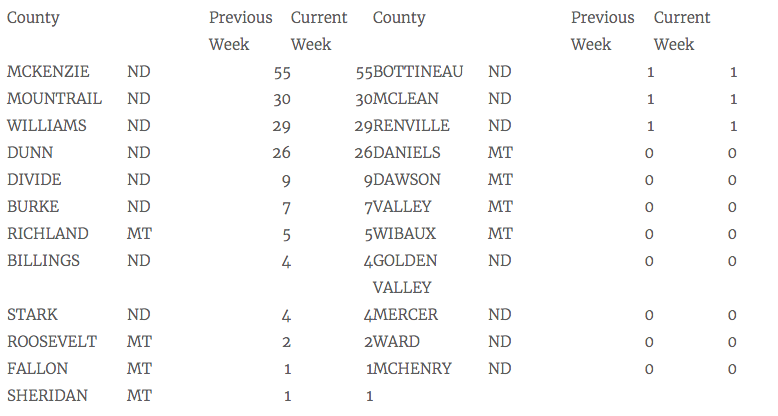 County Previous Current County Previous Current
Week Week Week Week
MCKENZIE ND 55 55BOTTINEAU ND 1 1
MOUNTRAIL ND 30 30MCLEAN ND 1 1
WILLIAMS ND 29 29RENVILLE ND 1 1
DUNN ND 26 26DANIELS MT 0 0
DIVIDE ND 9 9DAWSON MT 0 0
BURKE ND 7 7VALLEY MT 0 0
RICHLAND MT 5 5WIBAUX MT 0 0
BILLINGS ND 4 4GOLDEN ND 0 0
VALLEY
STARK ND 4 4MERCER ND 0 0
ROOSEVELT MT 2 2WARD ND 0 0
FALLON MT 1 1MCHENRY ND 0 0
SHERIDAN MT 1 1